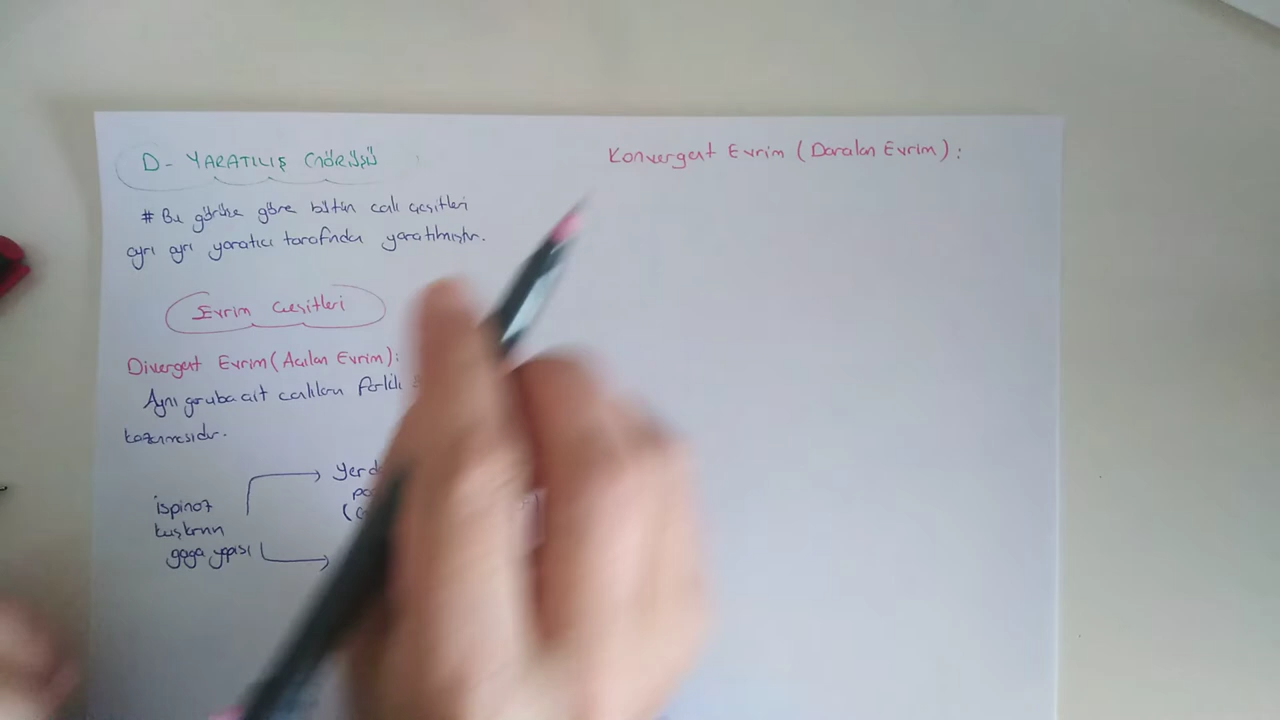 D- YARATILIŞ GÖRÜŞÜ
# Bu görüşe göre bütün canlı çeşitleri
ayrı ayrı yaratıcı tarafından yaratılmıştır.
Evrim Çeşitleri
Divergent Evrim (Açılan Evrim):
Aynı gruba ait canlıların farklı
kazanmasıdır.
ispinoz
kuşlarının
gaga yapısı
Konvergent Evrim (Daralan Evrim):